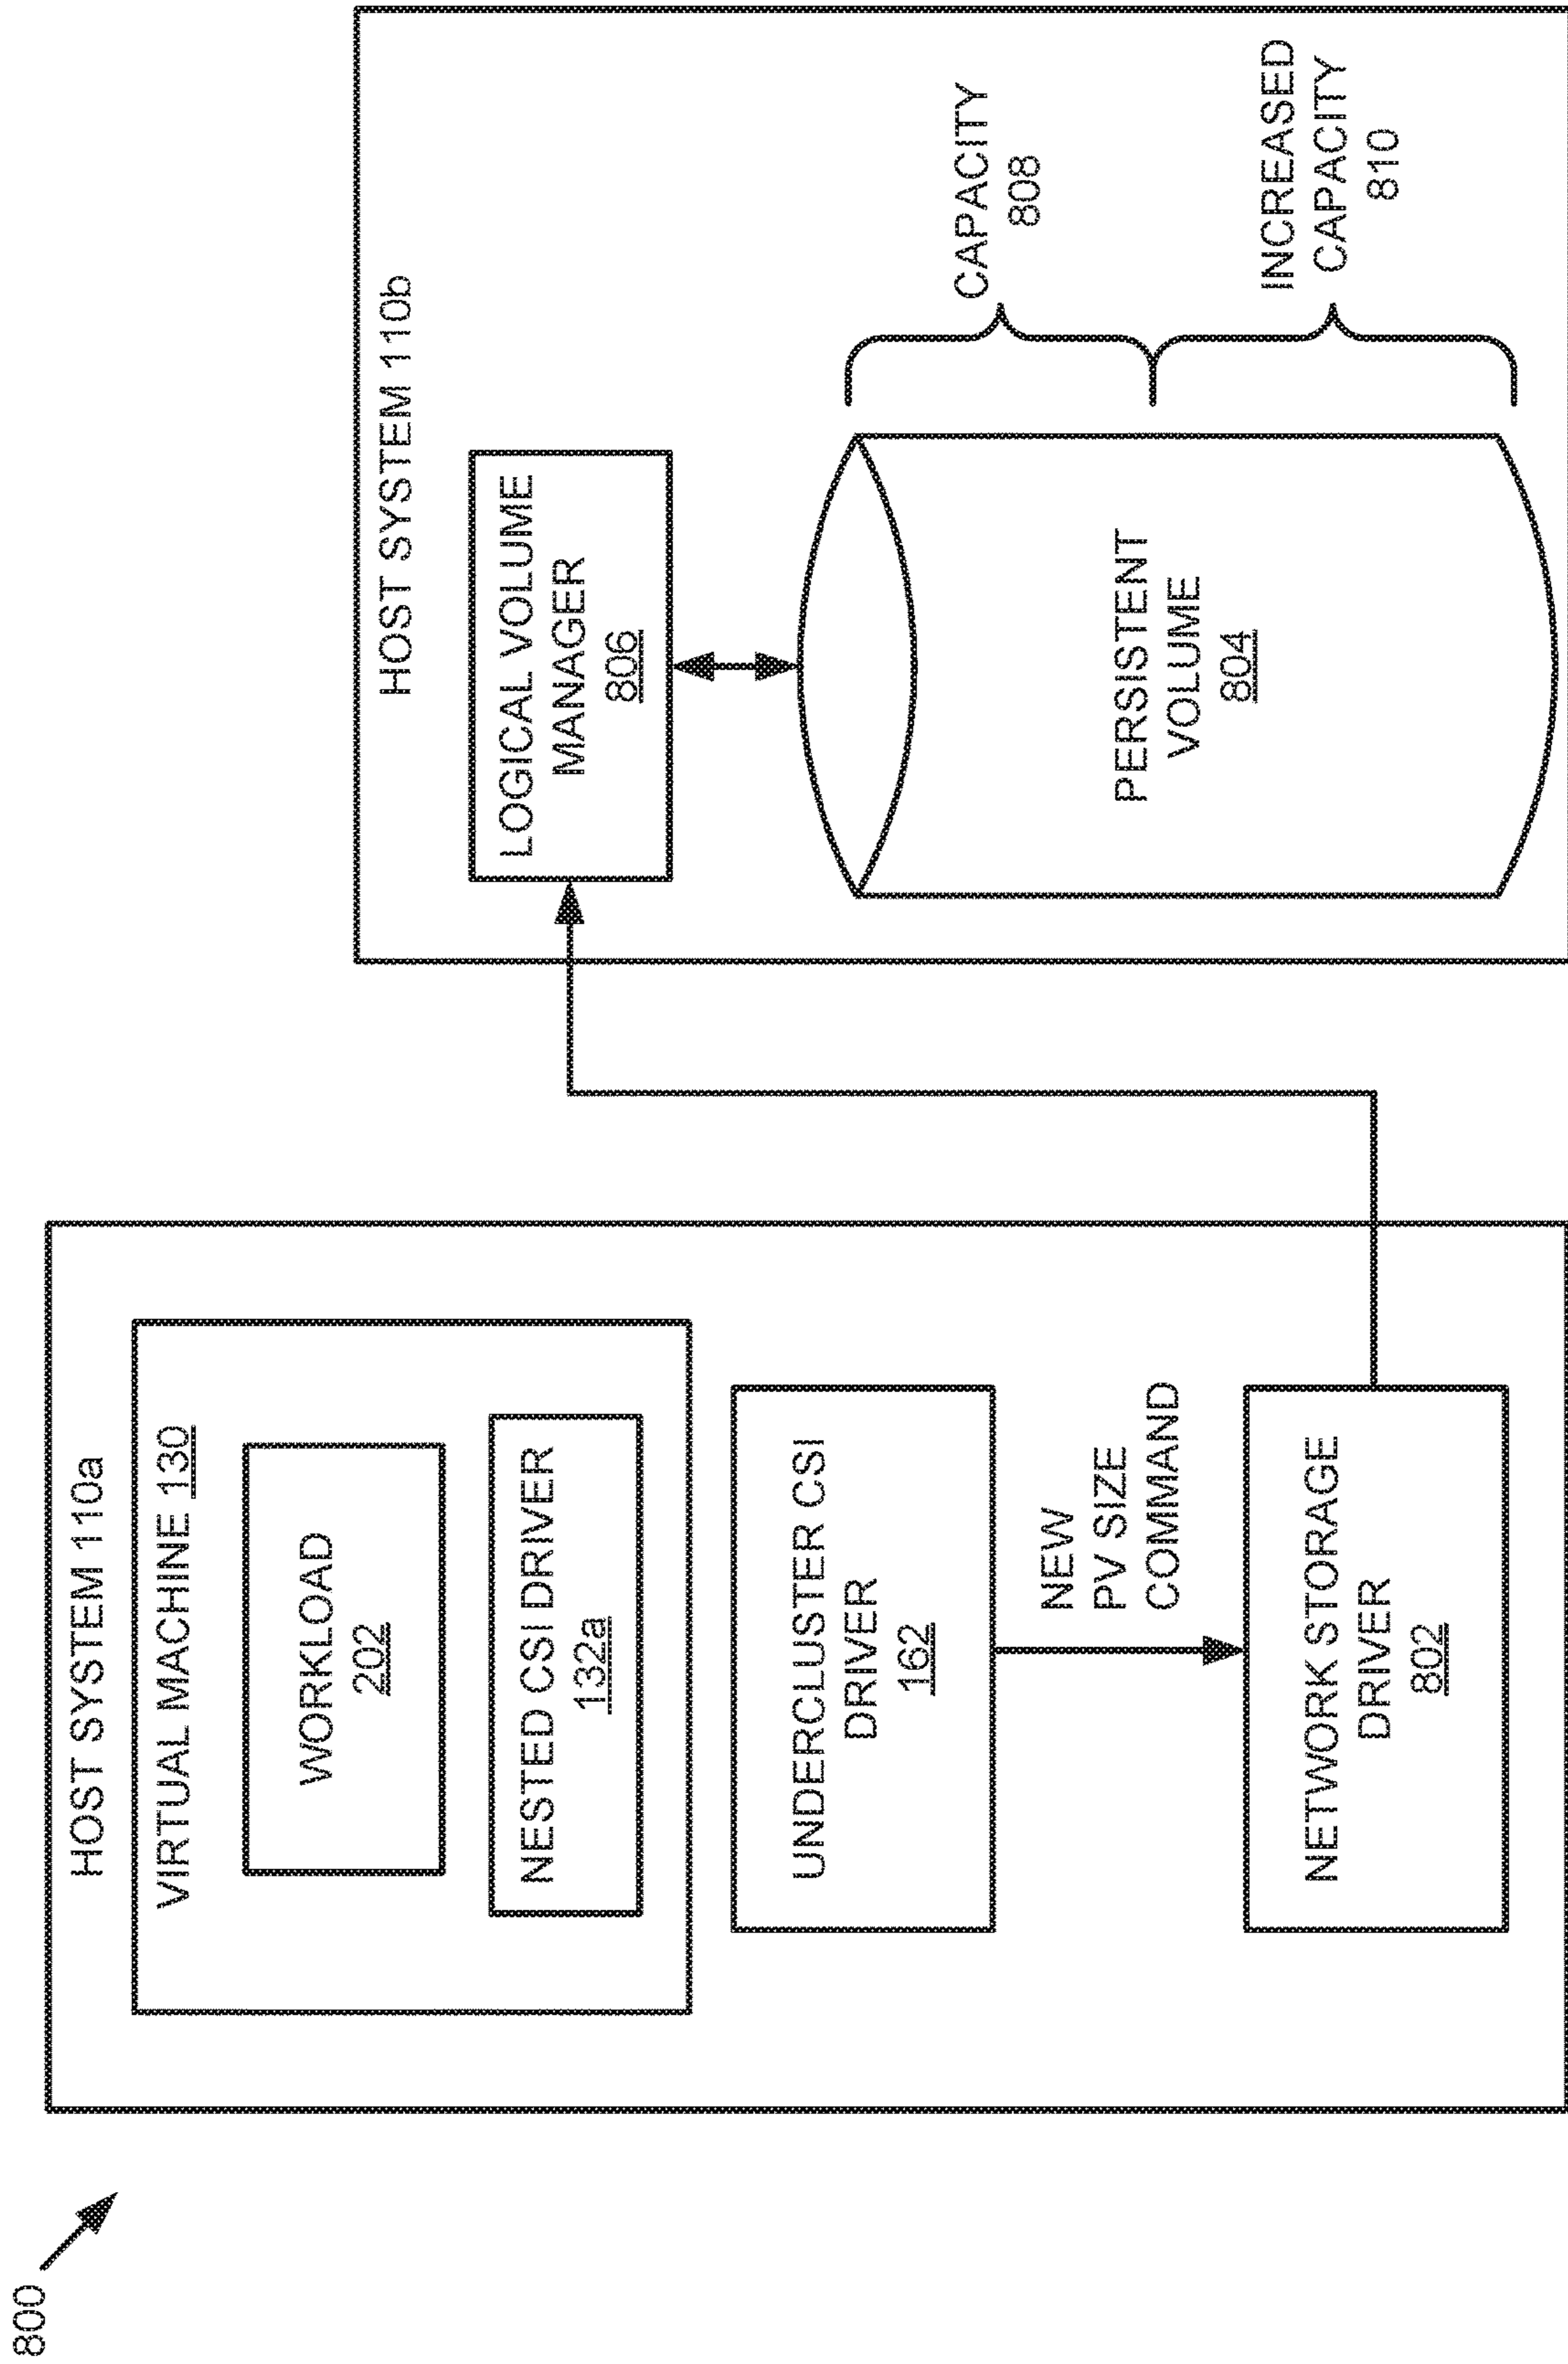 800
HOST SYSTEM 110a
VIRTUAL MACHINE 130
WORKLOAD
202
NESTED CSI DRIVER
132a
UNDERCLUSTER CSI
DRIVER
162
NEW
PV SIZE
COMMAND
NETWORK STORAGE
DRIVER
802
HOST SYSTEM 110b
LOGICAL VOLUME
MANAGER
806
PERSISTENT
VOLUME
804
CAPACITY
808
INCREASED
CAPACITY
810